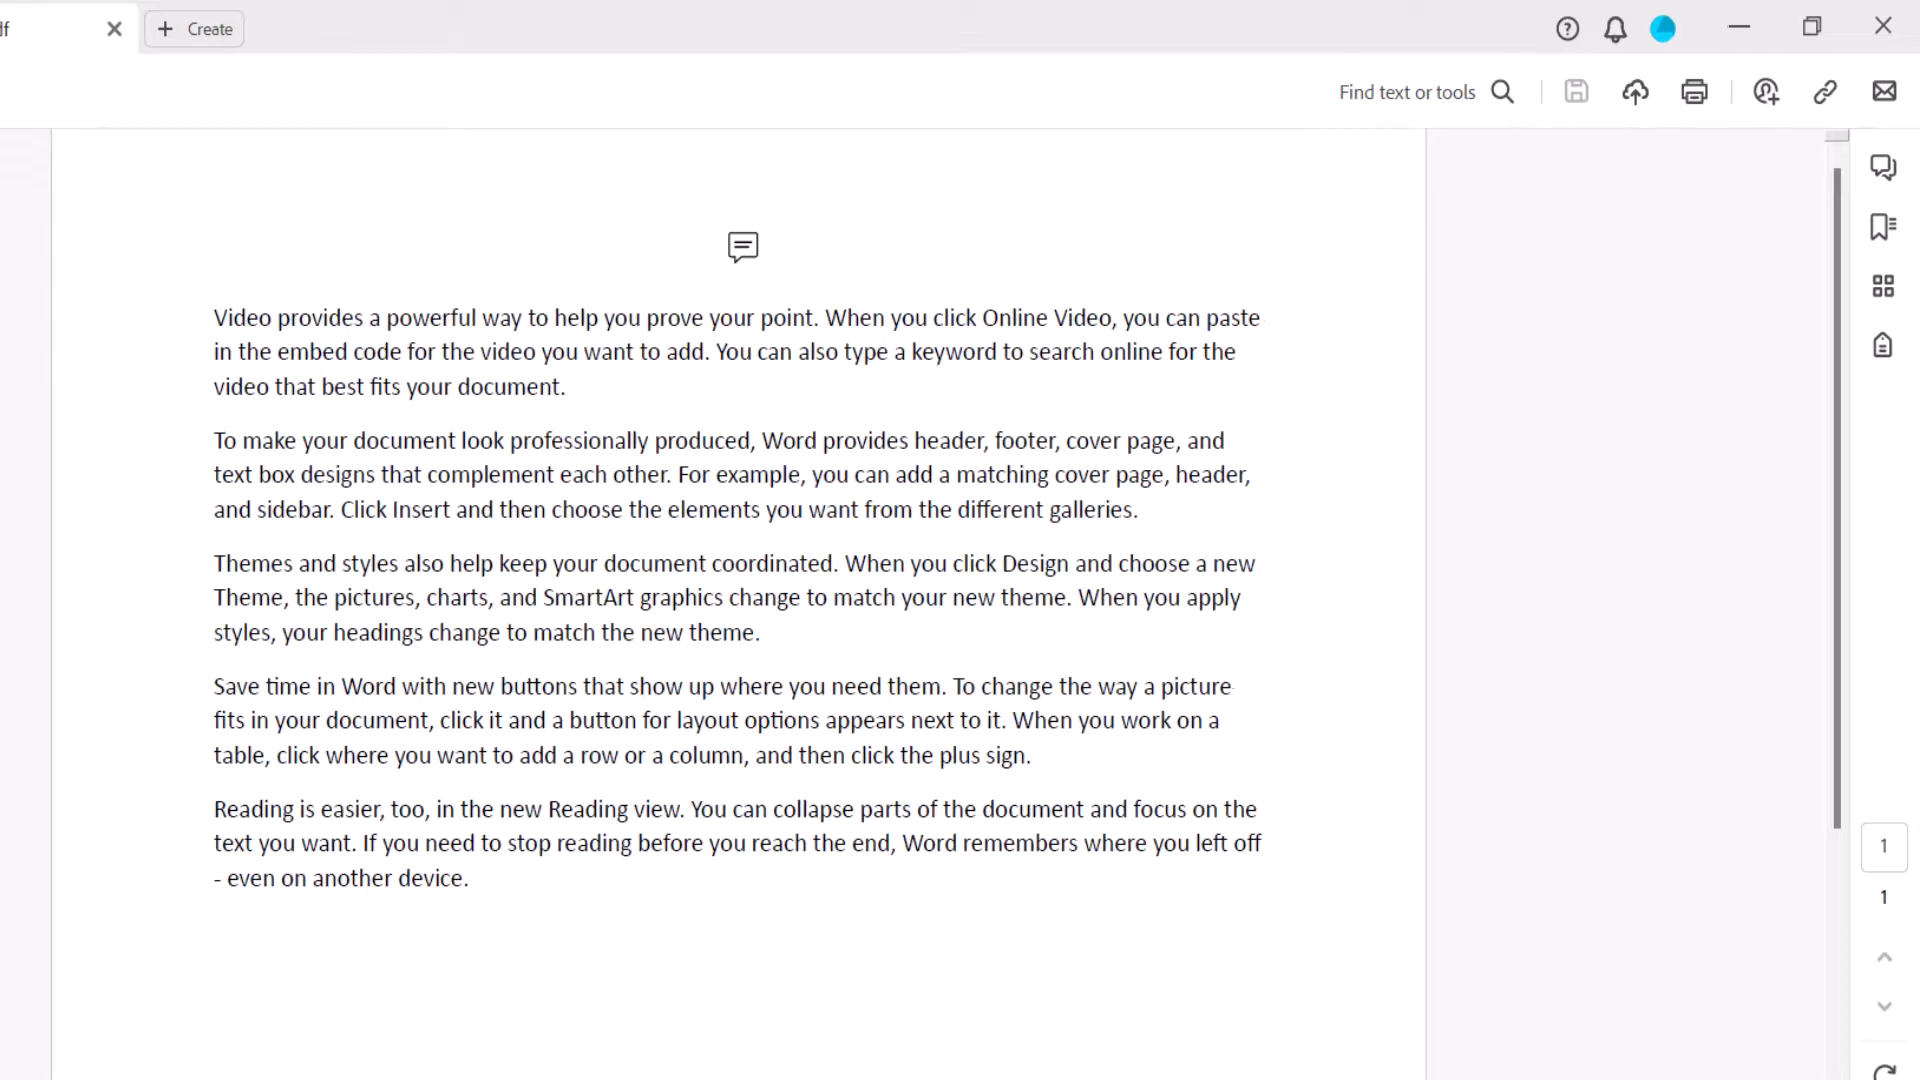 df
Create
Find text or tools
Video provides a powerful way to help you prove your point. When you click Online Video, you can paste
in the embed code for the video you want to add. You can also type a keyword to search online for the
video that best fits your document.
To make your document look professionally produced, Word provides header, footer, cover page, and
text box designs that complement each other. For example, you can add a matching cover page, header,
and sidebar. Click Insert and then choose the elements you want from the different galleries.
Themes and styles also help keep your document coordinated. When you click Design and choose a new
Theme, the pictures, charts, and SmartArt graphics change to match your new theme. When you apply
styles, your headings change to match the new theme.
Save time in Word with new buttons that show up where you need them. To change the way a picture
fits in your document, click it and a button for layout options appears next to it. When you work on a
table, click where you want to add a row or a column, and then click the plus sign.
Reading is easier, too, in the new Reading view. You can collapse parts of the document and focus on the
text you want. If you need to stop reading before you reach the end, Word remembers where you left off
- even on another device.
1
1